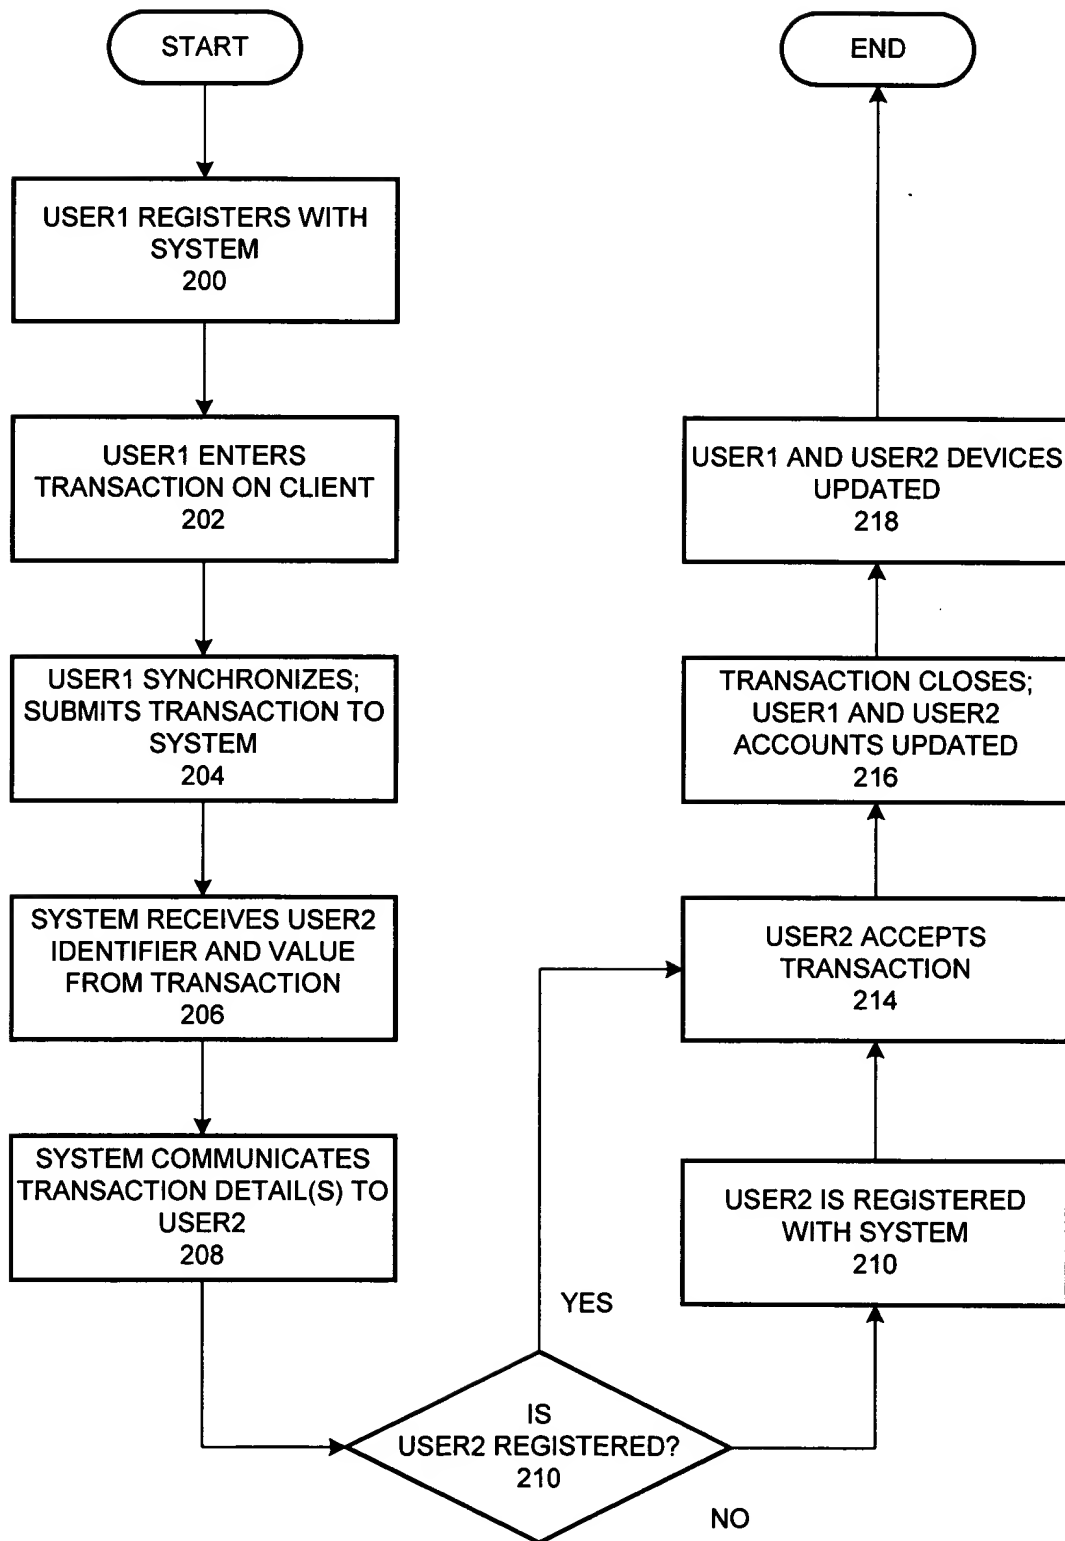 START
USER1 REGISTERS WITH
SYSTEM
200
USER1 ENTERS
TRANSACTION ON CLIENT
202
USER1 SYNCHRONIZES;
SUBMITS TRANSACTION TO
SYSTEM
204
SYSTEM RECEIVES USER2
IDENTIFIER AND VALUE
FROM TRANSACTION
206
SYSTEM COMMUNICATES
TRANSACTION DETAIL(S) TO
USER2
208
IS
USER2 REGISTERED?
210
YES
NO
USER2 IS REGISTERED
WITH SYSTEM
210
USER2 ACCEPTS
TRANSACTION
214
TRANSACTION CLOSES;
USER1 AND USER2
ACCOUNTS UPDATED
216
USER1 AND USER2 DEVICES
UPDATED
218
END